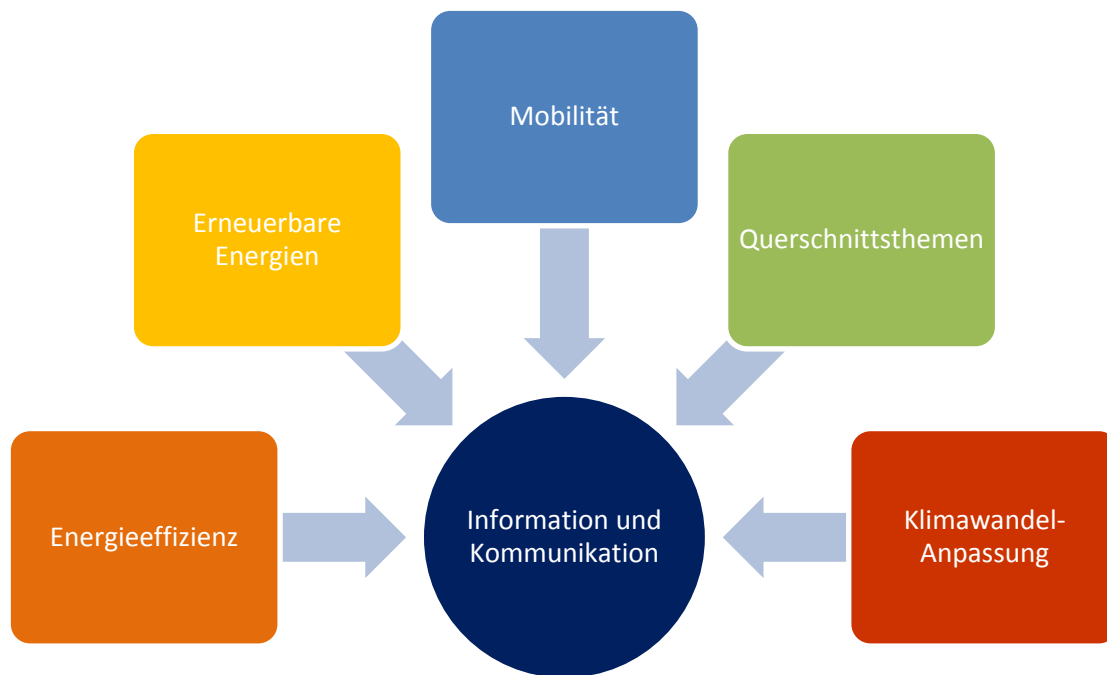 Mobilität
Erneuerbare
Energien
Querschnittsthemen
Energieeffizienz
Information und
Kommunikation
Klimawandel-
Anpassung